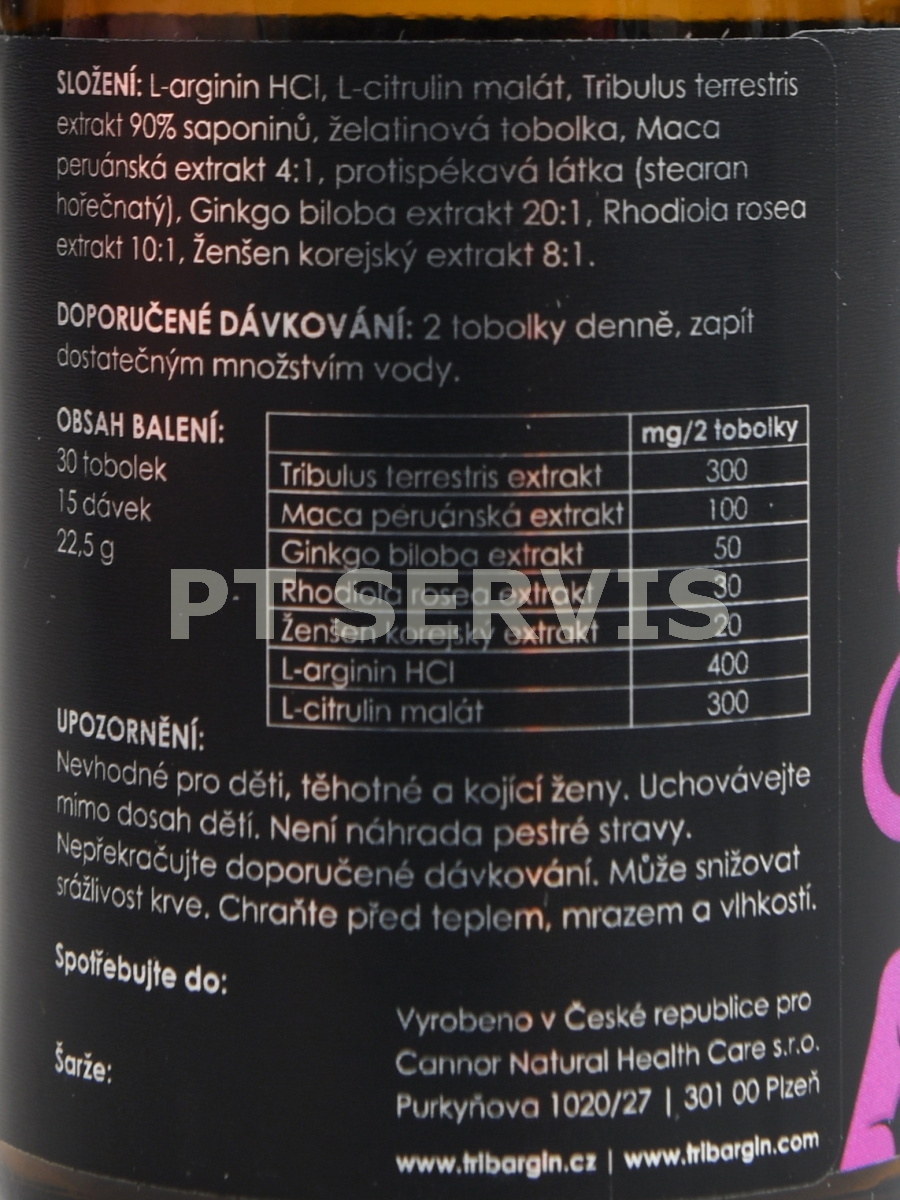 SLOŽENÍ: L-arginin HCl, L-citrulin malát, Tribulus terrestris
extrakt 90% saponinů, želatinová tobolka, Maca
peruánská extrakt 4:1, protispékavá látka (stearan
hořečnatý), Ginkgo biloba extrakt 20:1, Rhodiola rosea
extrakt 10:1, Ženšen korejský extrakt 8:1.
DOPORUČENÉ DÁVKOVÁNÍ: 2 tobolky denně, zapít
dostatečným množstvím vody.
OBSAH BALENÍ:
30 tobolek
15 dávek
22,5 g
mg/2 tobolky
Tribulus terrestris extrakt 300
Maca peruánská extrakt 100
Ginkgo biloba extrakt 50
Rhodiola rosea extrakt 30
Ženšen korejský extrakt 20
L-arginin HCl 400
L-citrulin malát 300
PT SERVIS
UPOZORNĚNÍ:
Nevhodné pro děti, těhotné a kojící ženy. Uchovávejte
mimo dosah dětí. Není náhrada pestré stravy.
Nepřekračujte doporučené dávkování. Může snižovat
srážlivost krve. Chraňte před teplem, mrazem a vlhkostí.
Spotřebujte do:
Šarže:
Vyrobeno v České republice pro
Cannor Natural Health Care s.r.o.
Purkyňova 1020/27 | 301 00 Plzeň
www.tribargin.cz | www.tribargin.com